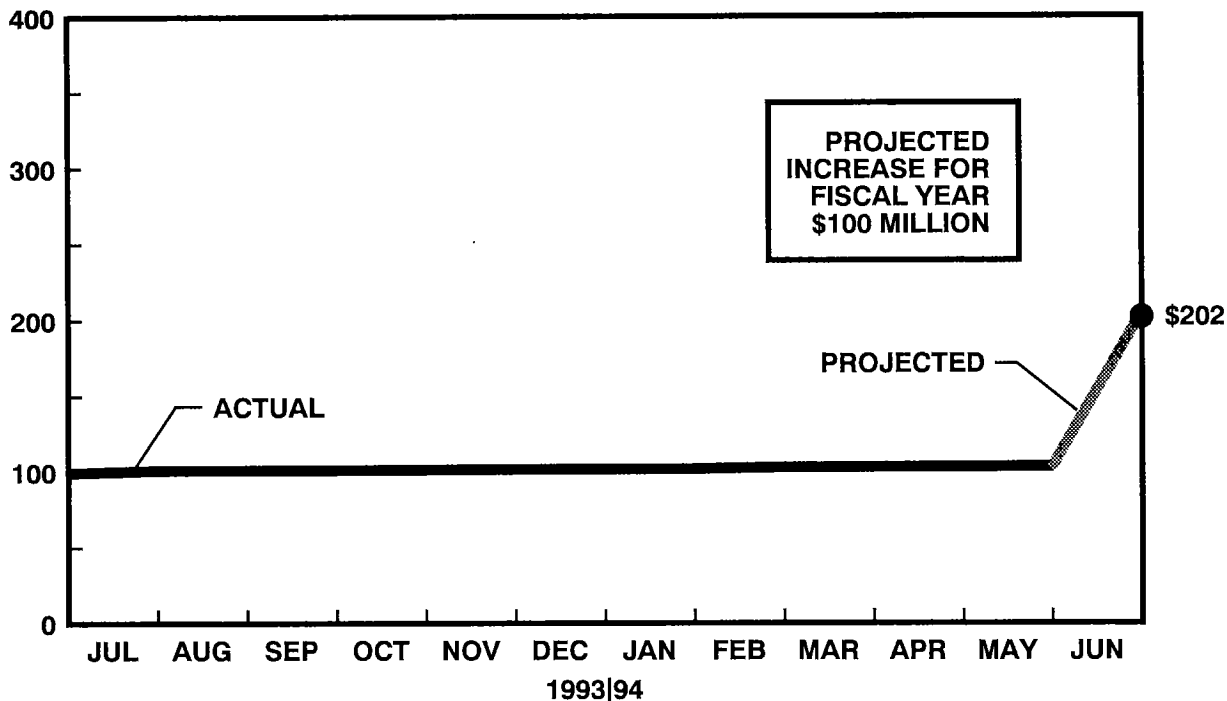 400
300
200
100
0
PROJECTED
INCREASE FOR
FISCAL YEAR
$100 MILLION
$202
PROJECTED
ACTUAL
JUL AUG SEP OCT NOV DEC JAN FEB MAR APR MAY JUN
1993|94